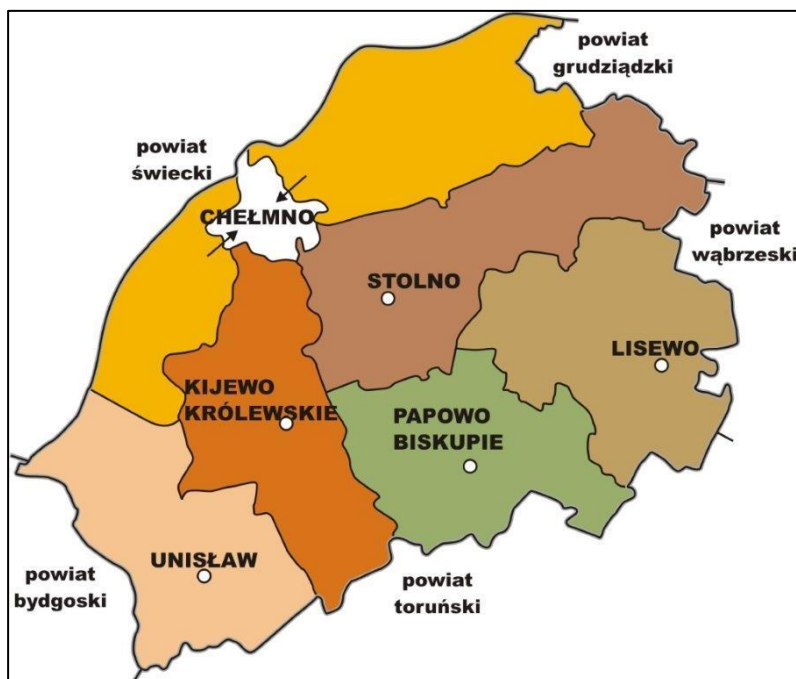 powiat
grudziądzki
powiat
świecki
CHEŁMNO
powiat
wąbrzeski
STOLNO
LISEWO
KIJEWO
KRÓLEWSKIE
PAPOWO
BISKUPIE
UNISŁAW
powiat
bydgoski
powiat
toruński